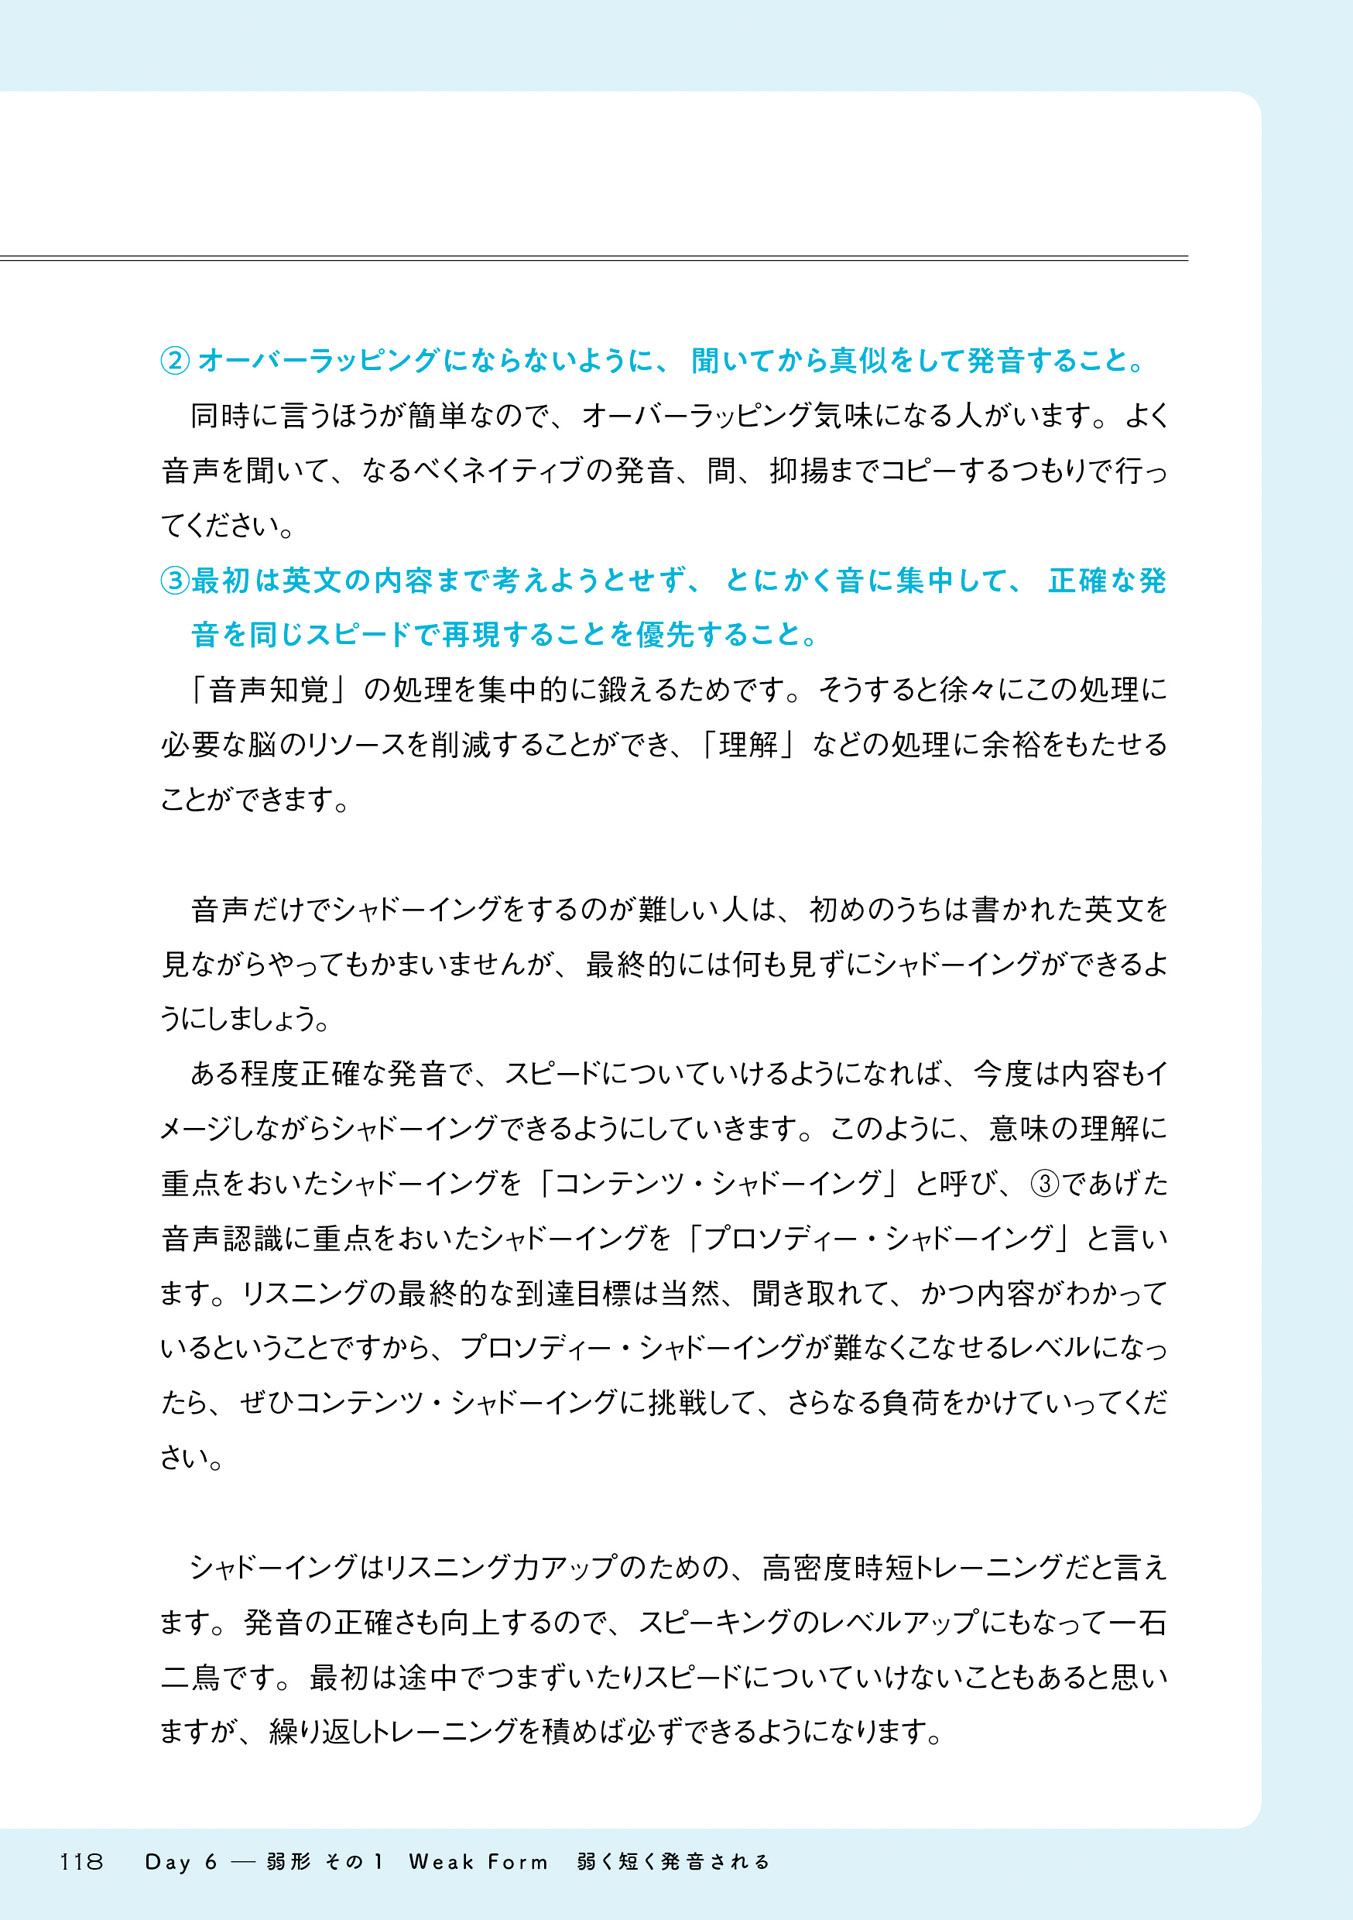 ② オーバーラッピングにならないように、聞いてから真似をして発音すること。
同時に言うほうが簡単なので、オーバーラッピング気味になる人がいます。よく
音声を聞いて、なるべくネイティブの発音、間、抑揚までコピーするつもりで行っ
てください。
③最初は英文の内容まで考えようとせず、とにかく音に集中して、正確な発
音を同じスピードで再現することを優先すること。
「音声知覚」の処理を集中的に鍛えるためです。そうすると徐々にこの処理に
必要な脳のリソースを削減することができ、「理解」などの処理に余裕をもたせる
ことができます。
音声だけでシャドーイングをするのが難しい人は、初めのうちは書かれた英文を
見ながらやってもかまいませんが、最終的には何も見ずにシャドーイングができるよ
うにしましょう。
ある程度正確な発音で、スピードについていけるようになれば、今度は内容もイ
メージしながらシャドーイングできるようにしていきます。このように、意味の理解に
重点をおいたシャドーイングを「コンテンツ・シャドーイング」と呼び、③であげた
音声認識に重点をおいたシャドーイングを「プロソディー・シャドーイング」と言い
ます。リスニングの最終的な到達目標は当然、聞き取れて、かつ内容がわかって
いるということですから、プロソディー・シャドーイングが難なくこなせるレベルになっ
たら、ぜひコンテンツ・シャドーイングに挑戦して、さらなる負荷をかけていってくだ
さい。
シャドーイングはリスニング力アップのための、高密度時短トレーニングだと言え
ます。発音の正確さも向上するので、スピーキングのレベルアップにもなって一石
二鳥です。最初は途中でつまずいたりスピードについていけないこともあると思い
ますが、繰り返しトレーニングを積めば必ずできるようになります。
118 Day 6 — 弱形 その1 Weak Form 弱く短く発音される